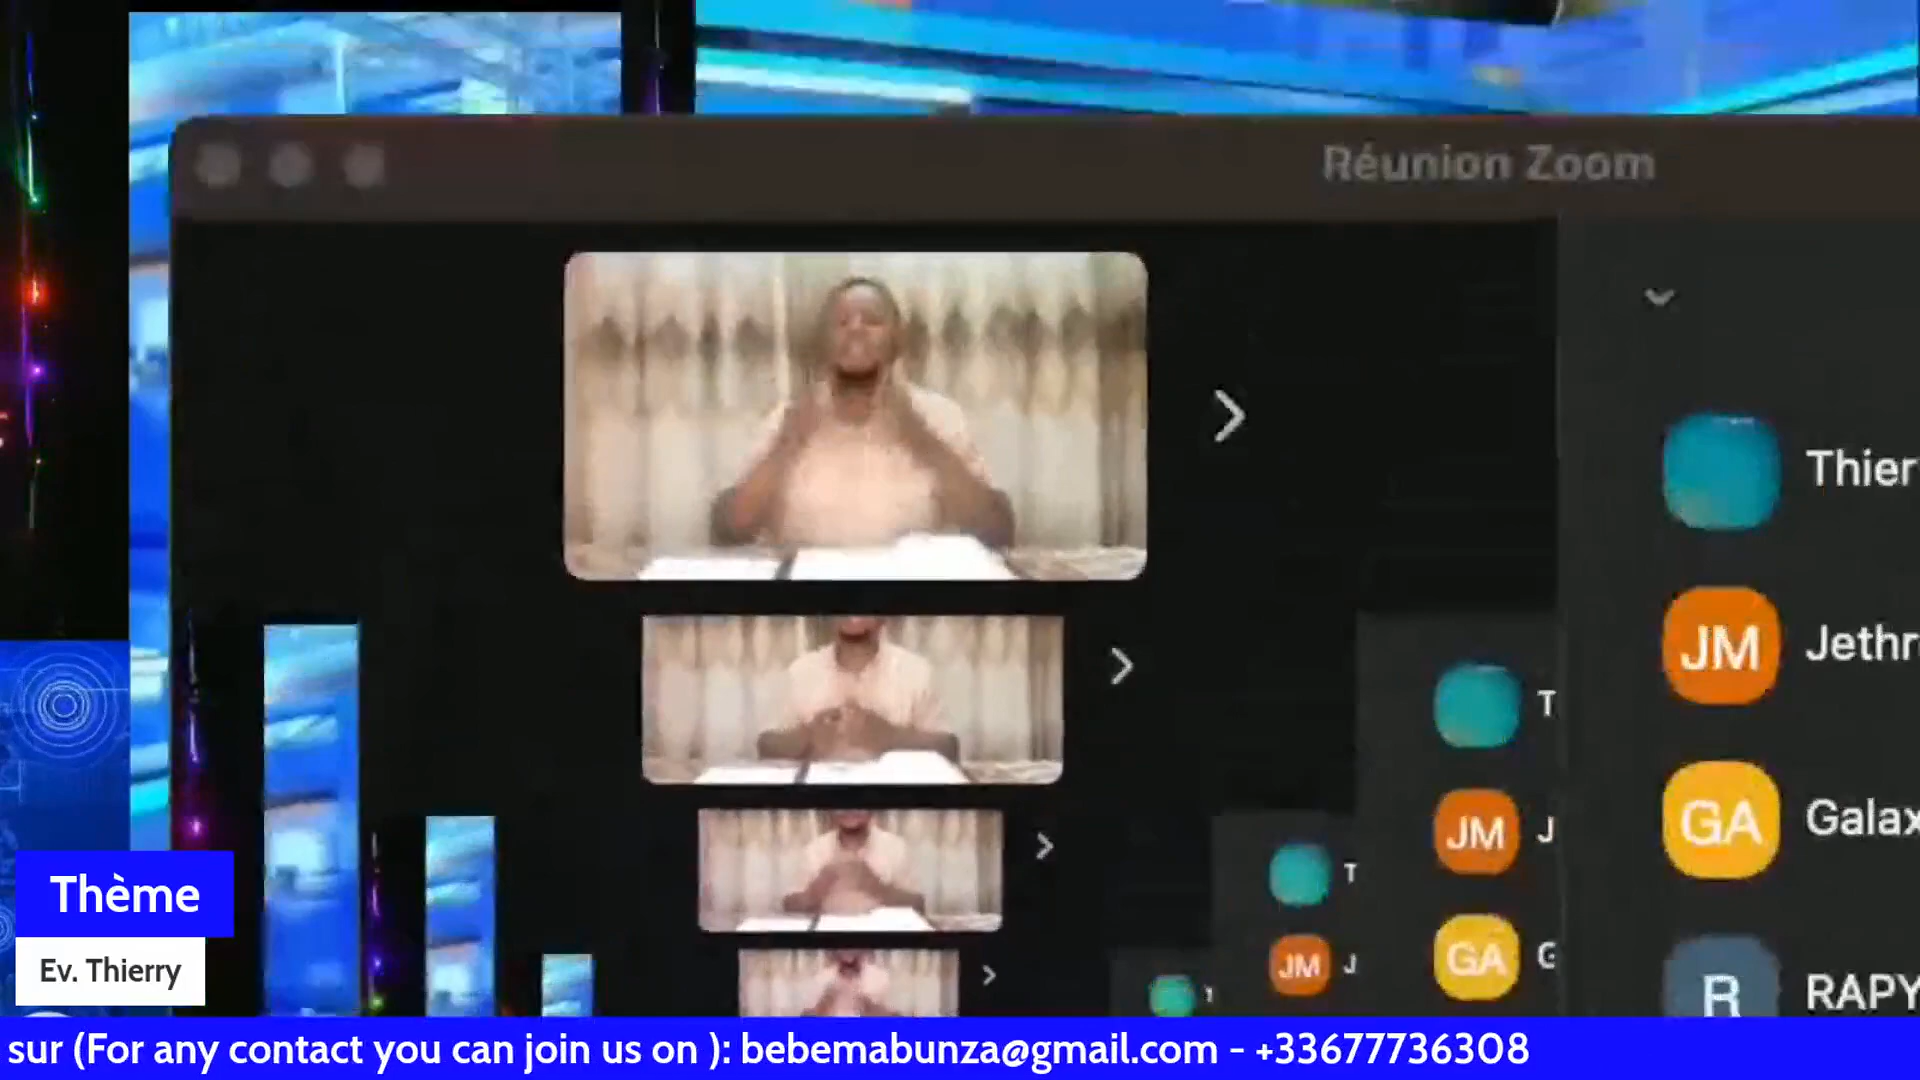 Réunion Zoom
Thier
JM Jethr
GA Galax
R RAPY
T
JM J
GA G
T
JM J
Thème
Ev. Thierry
sur (For any contact you can join us on ): bebemabunza@gmail.com - +33677736308